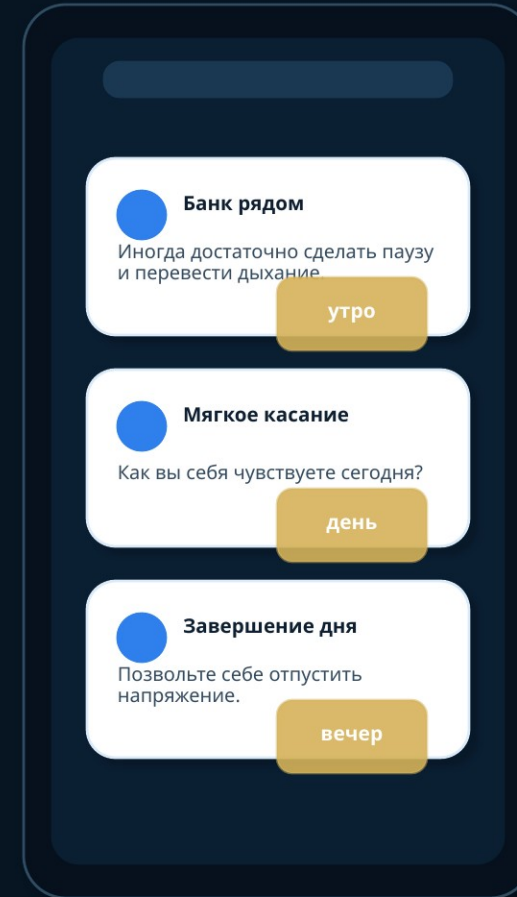 Банк рядом
Иногда достаточно сделать паузу
и перевести дыхание.
утро
Мягкое касание
Как вы себя чувствуете сегодня?
день
Завершение дня
Позвольте себе отпустить
напряжение.
вечер